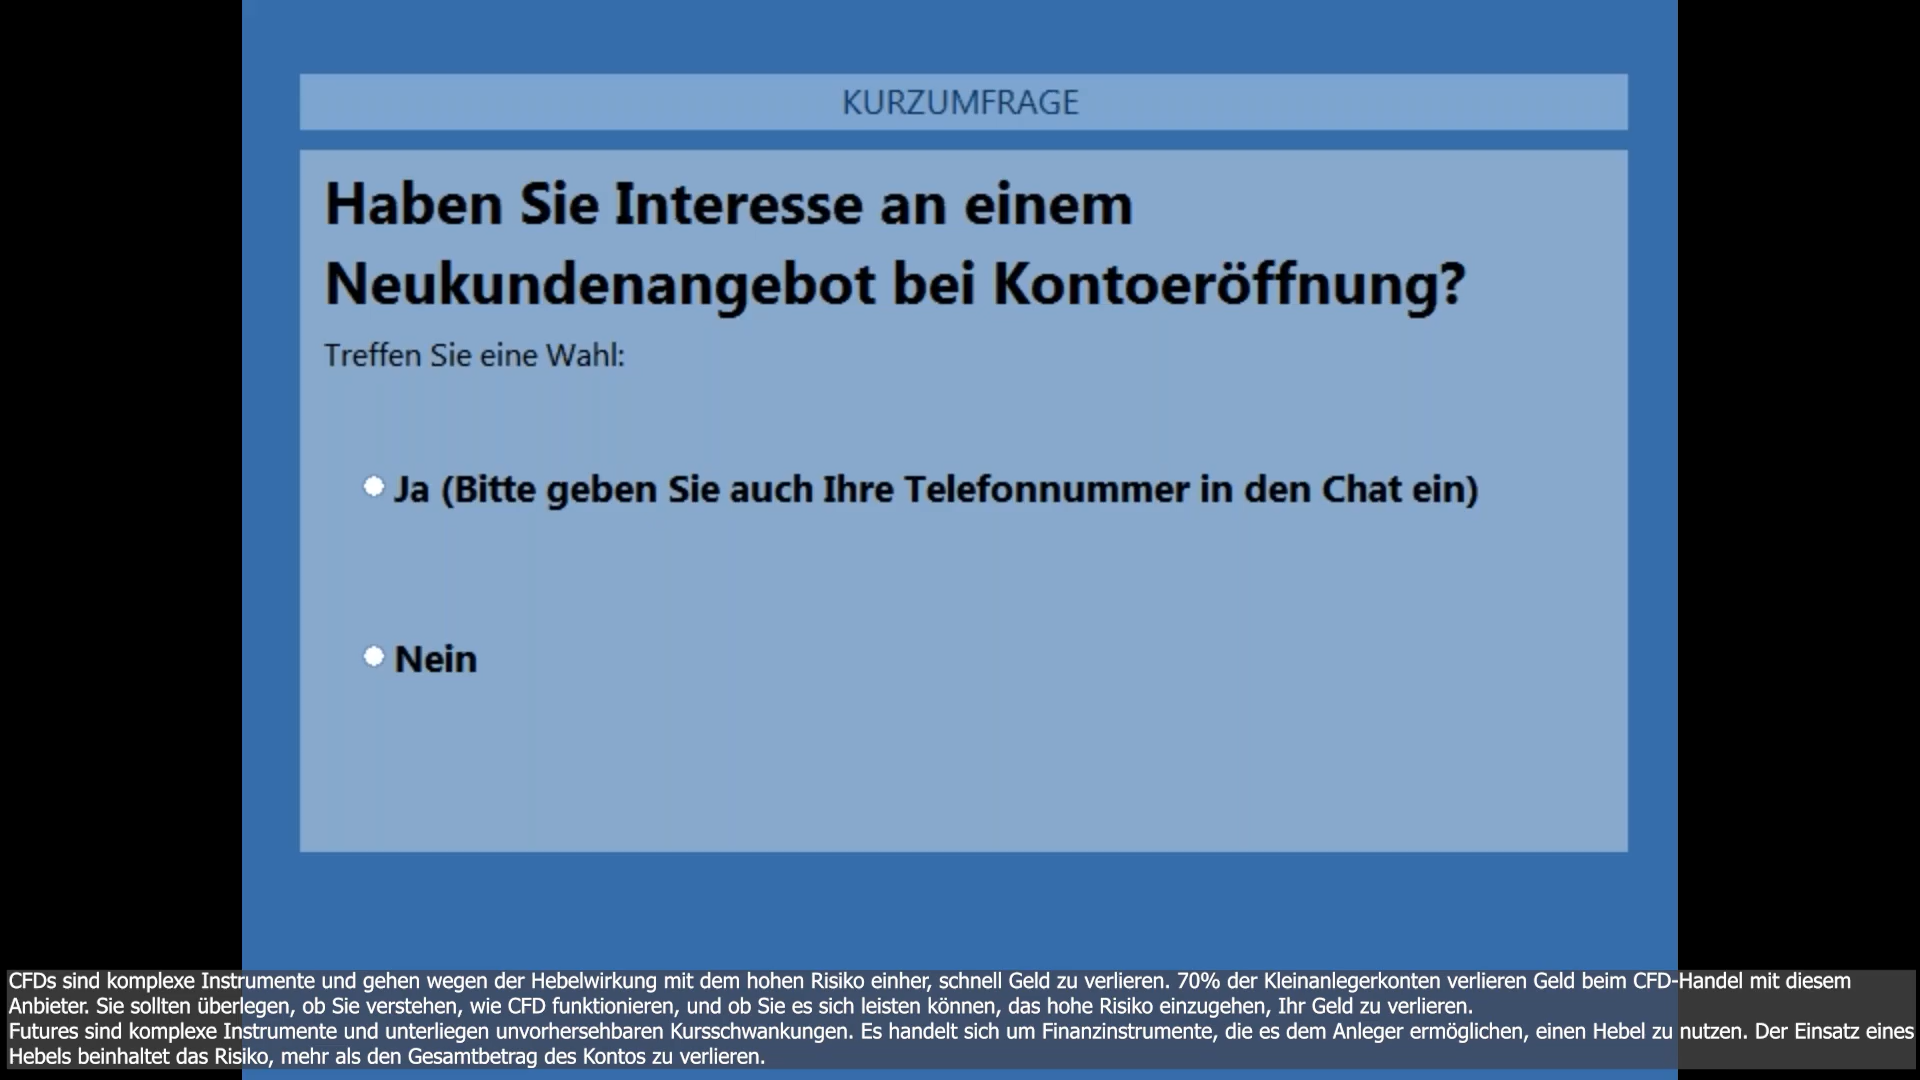 KURZUMFRAGE
Haben Sie Interesse an einem
Neukundenangebot bei Kontoeröffnung?
Treffen Sie eine Wahl:
Ja (Bitte geben Sie auch Ihre Telefonnummer in den Chat ein)
Nein
CFDs sind komplexe Instrumente und gehen wegen der Hebelwirkung mit dem hohen Risiko einher, schnell Geld zu verlieren. 70% der Kleinanlegerkonten verlieren Geld beim CFD-Handel mit diesem
Anbieter. Sie sollten überlegen, ob Sie verstehen, wie CFD funktionieren, und ob Sie es sich leisten können, das hohe Risiko einzugehen, Ihr Geld zu verlieren.
Futures sind komplexe Instrumente und unterliegen unvorhersehbaren Kursschwankungen. Es handelt sich um Finanzinstrumente, die es dem Anleger ermöglichen, einen Hebel zu nutzen. Der Einsatz eines
Hebels beinhaltet das Risiko, mehr als den Gesamtbetrag des Kontos zu verlieren.